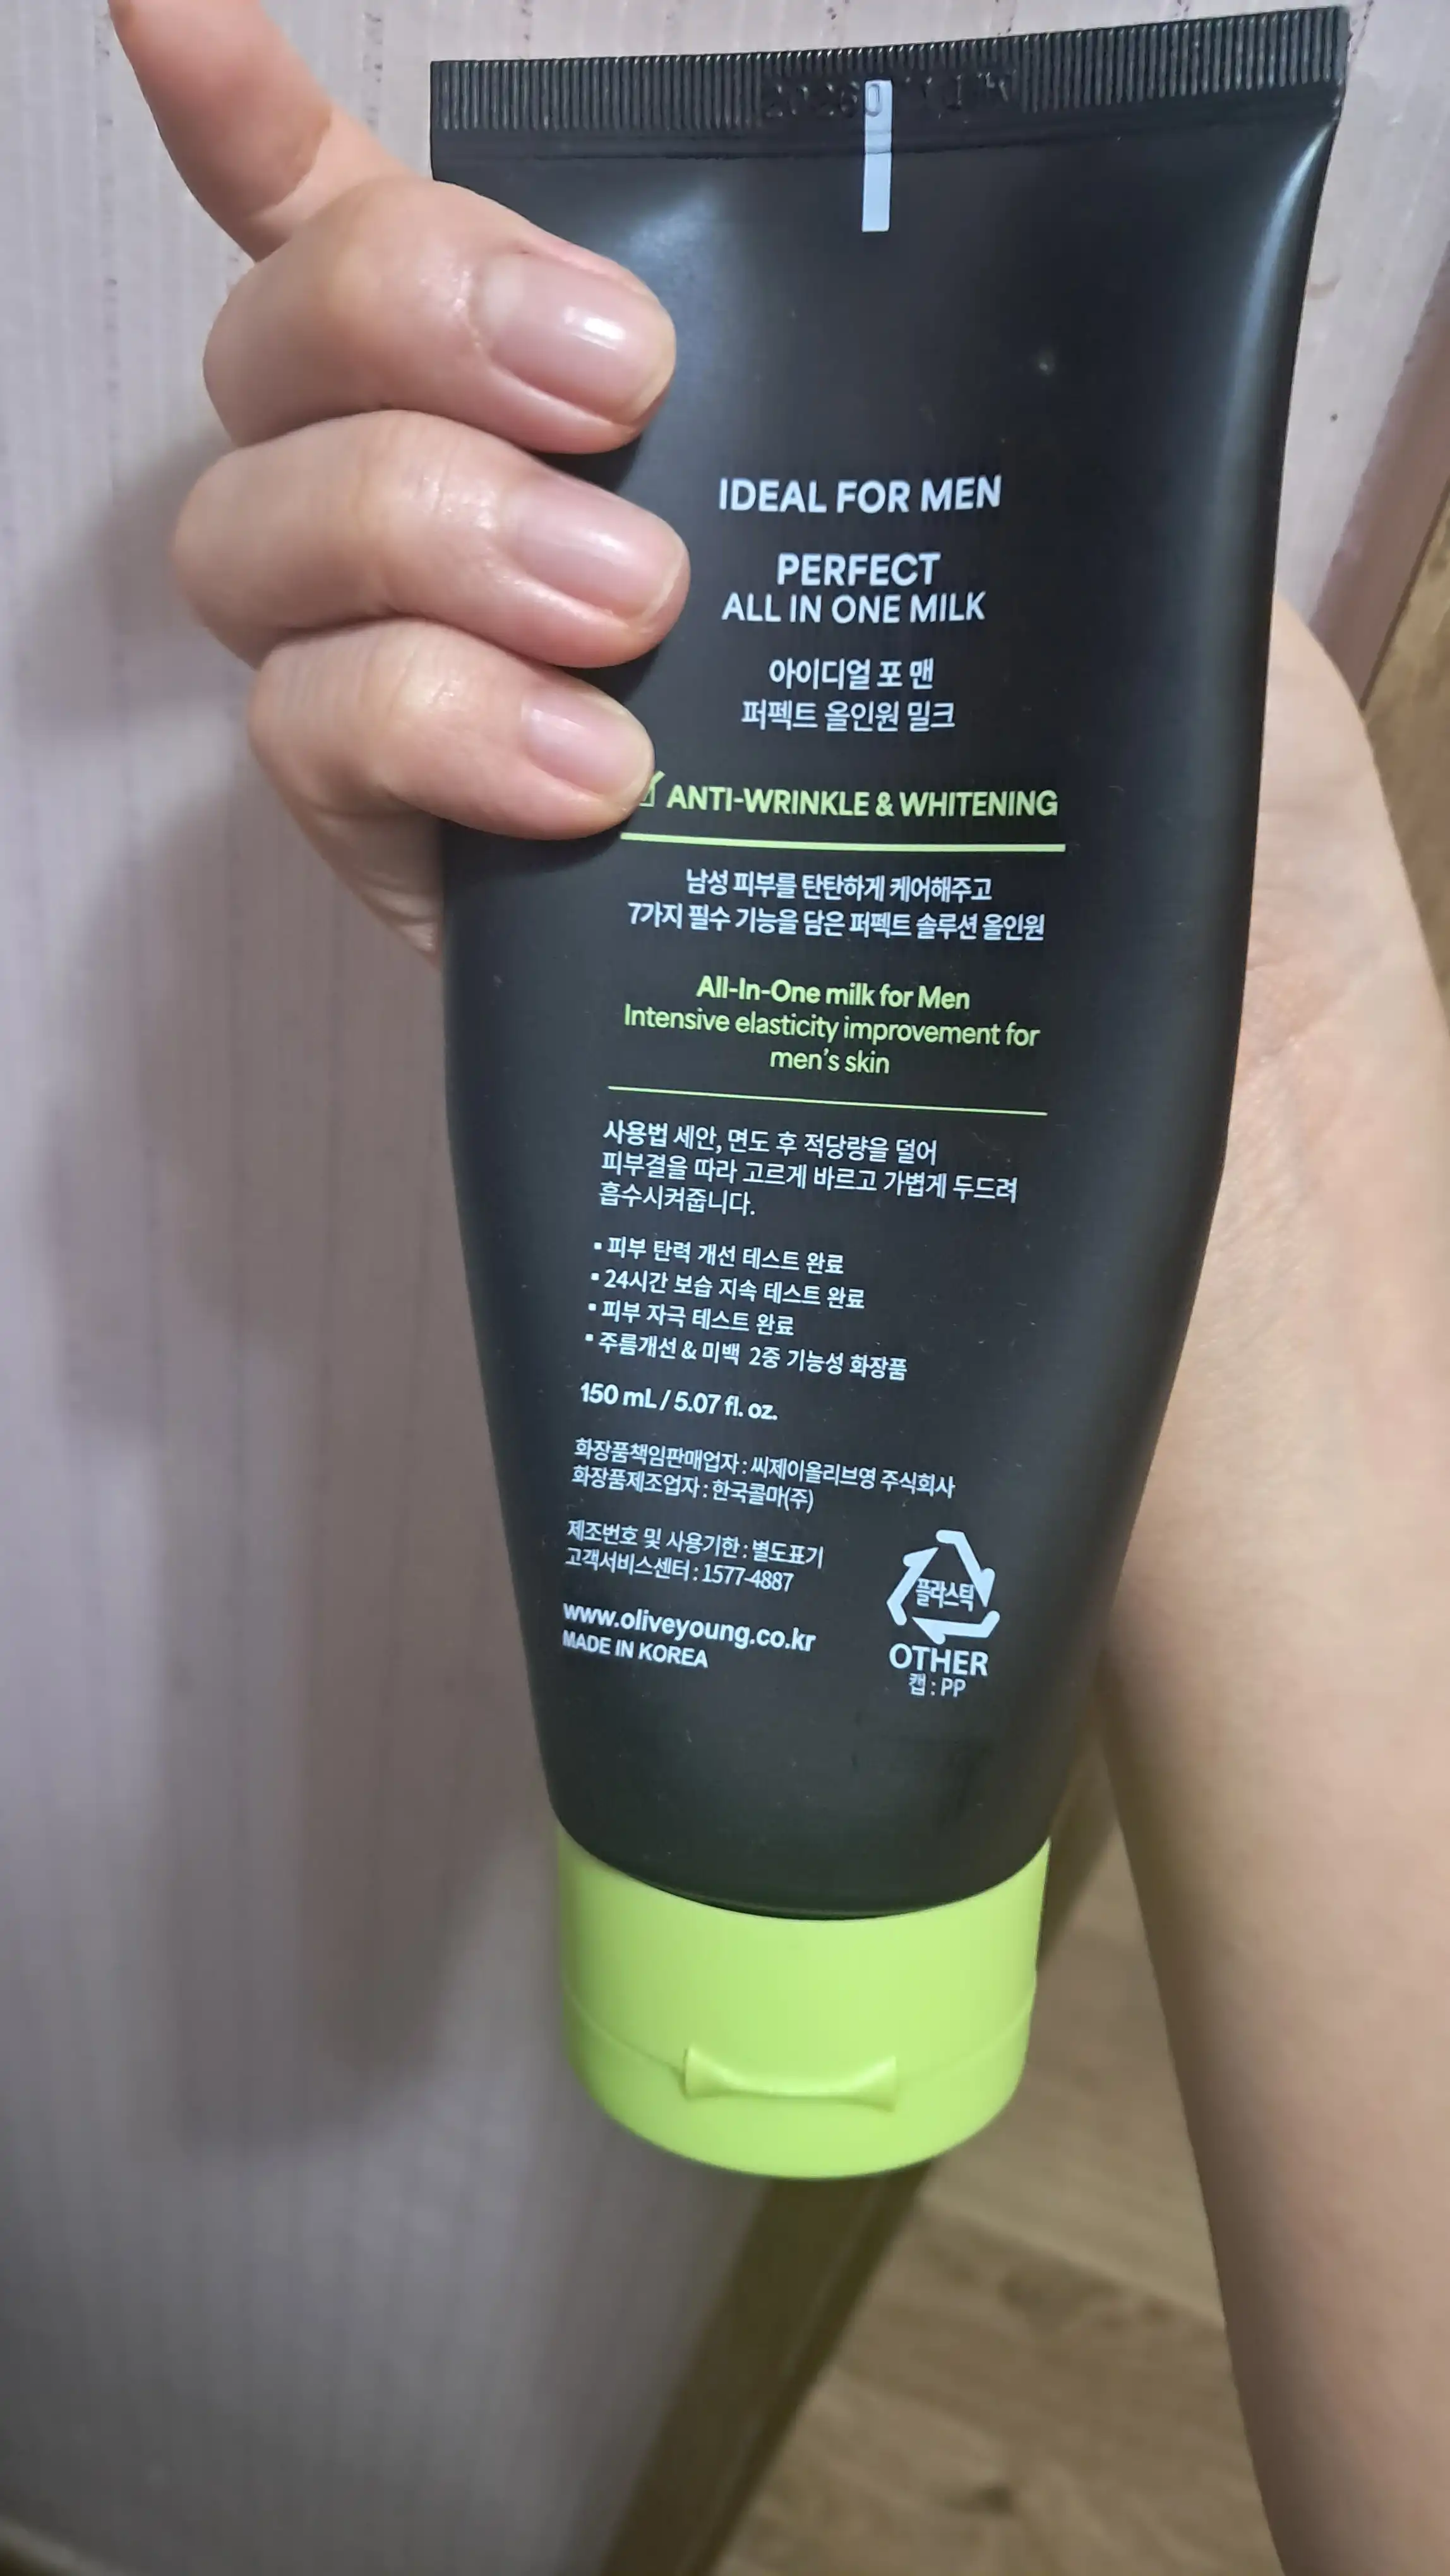 IDEAL FOR MEN
PERFECT
ALL IN ONE MILK
아이디얼 포 맨
퍼펙트 올인원 밀크
ANTI-WRINKLE & WHITENING
남성 피부를 탄탄하게 케어해주고
7가지 필수 기능을 담은 퍼펙트 솔루션 올인원
All-In-One milk for Men
Intensive elasticity improvement for
men's skin
사용법 세안, 면도 후 적당량을 덜어
피부결을 따라 고르게 바르고 가볍게 두드려
흡수시켜줍니다.
▪ 피부 탄력 개선 테스트 완료
▪ 24시간 보습 지속 테스트 완료
▪ 피부 자극 테스트 완료
▪ 주름개선 & 미백 2중 기능성 화장품
150 mL / 5.07 fl. oz.
화장품책임판매업자 : 씨제이올리브영 주식회사
화장품제조업자 : 한국콜마(주)
제조번호 및 사용기한 : 별도표기
고객서비스센터 : 1577-4887
www.oliveyoung.co.kr
MADE IN KOREA
플라스틱
OTHER
캡 : PP